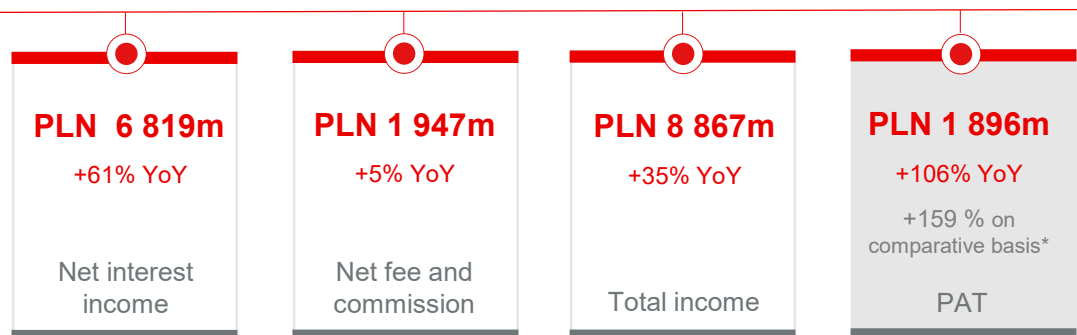 PLN 6 819m
+61% YoY
Net interest
income
PLN 1 947m
+5% YoY
Net fee and
commission
PLN 8 867m
+35% YoY
Total income
PLN 1 896m
+106% YoY
+159 % on
comparative basis*
PAT